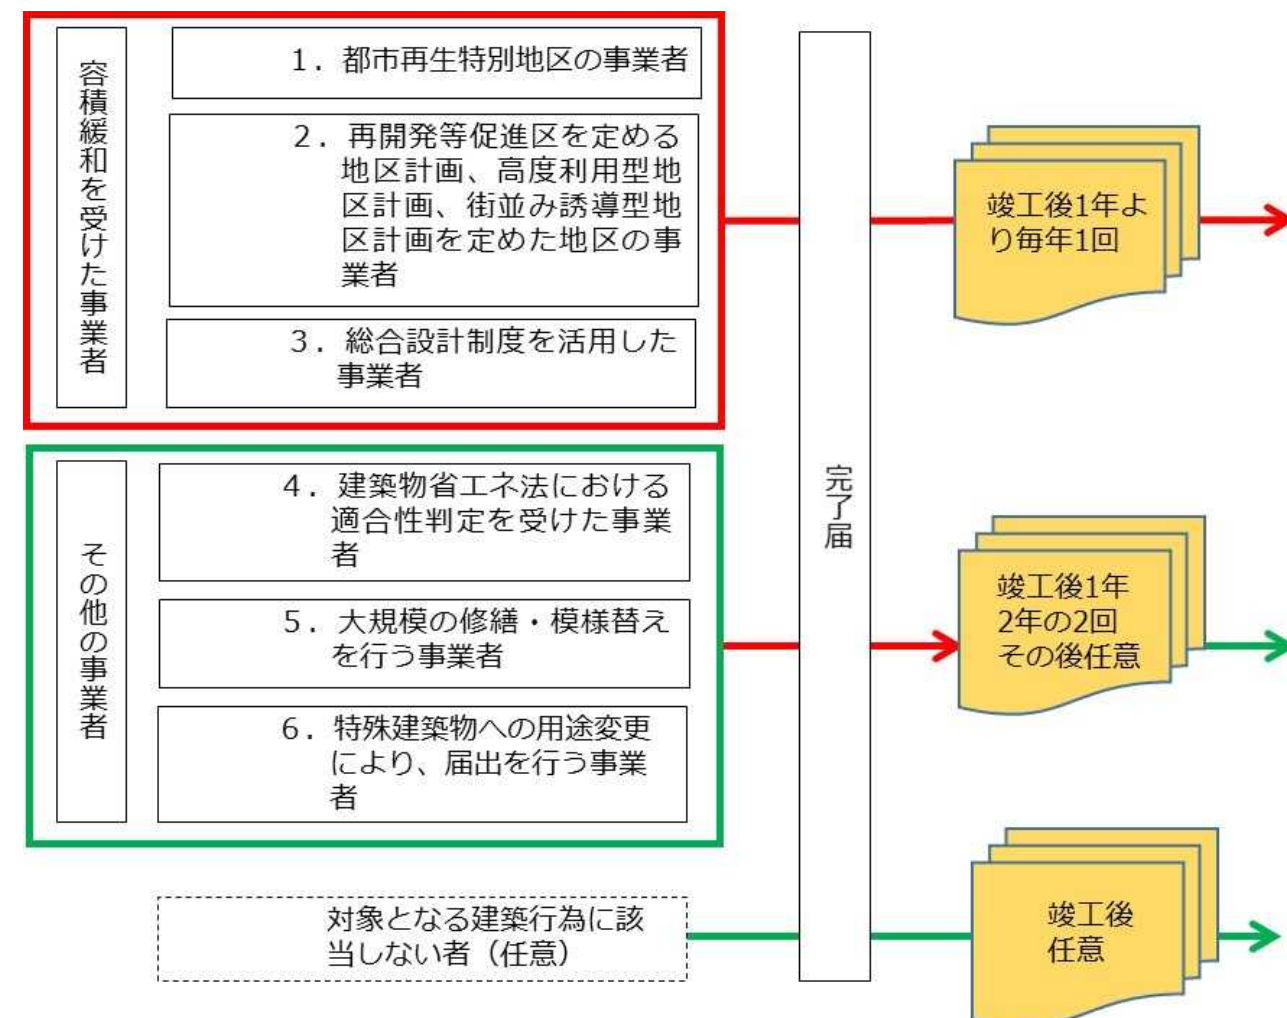 容積緩和を受けた事業者
1．都市再生特別地区の事業者
2．再開発等促進区を定める
地区計画、高度利用型地
区計画、街並み誘導型地
区計画を定めた地区の事
業者
3．総合設計制度を活用した
事業者
竣工後1年よ
り毎年1回
完了届
その他の事業者
4．建築物省エネ法における
適合性判定を受けた事業
者
5．大規模の修繕・模様替え
を行う事業者
6．特殊建築物への用途変更
により、届出を行う事業
者
竣工後1年
2年の2回
その後任意
対象となる建築行為に該
当しない者（任意）
竣工後
任意